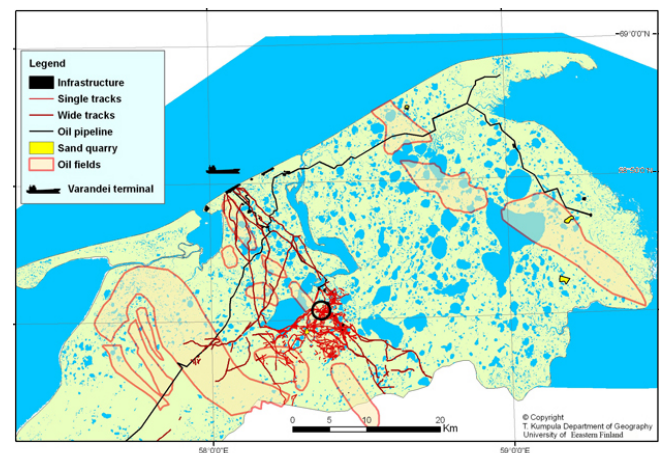 69°0'0"N
Legend
Infrastructure
Single tracks
Wide tracks
Oil pipeline
Sand quarry
Oil fields
Varandei terminal
0 5 10 20
Km
© Copyright
T. Kumpula Department of Geography
University of Eeastern Finland
58°0'0"E
59°0'0"E